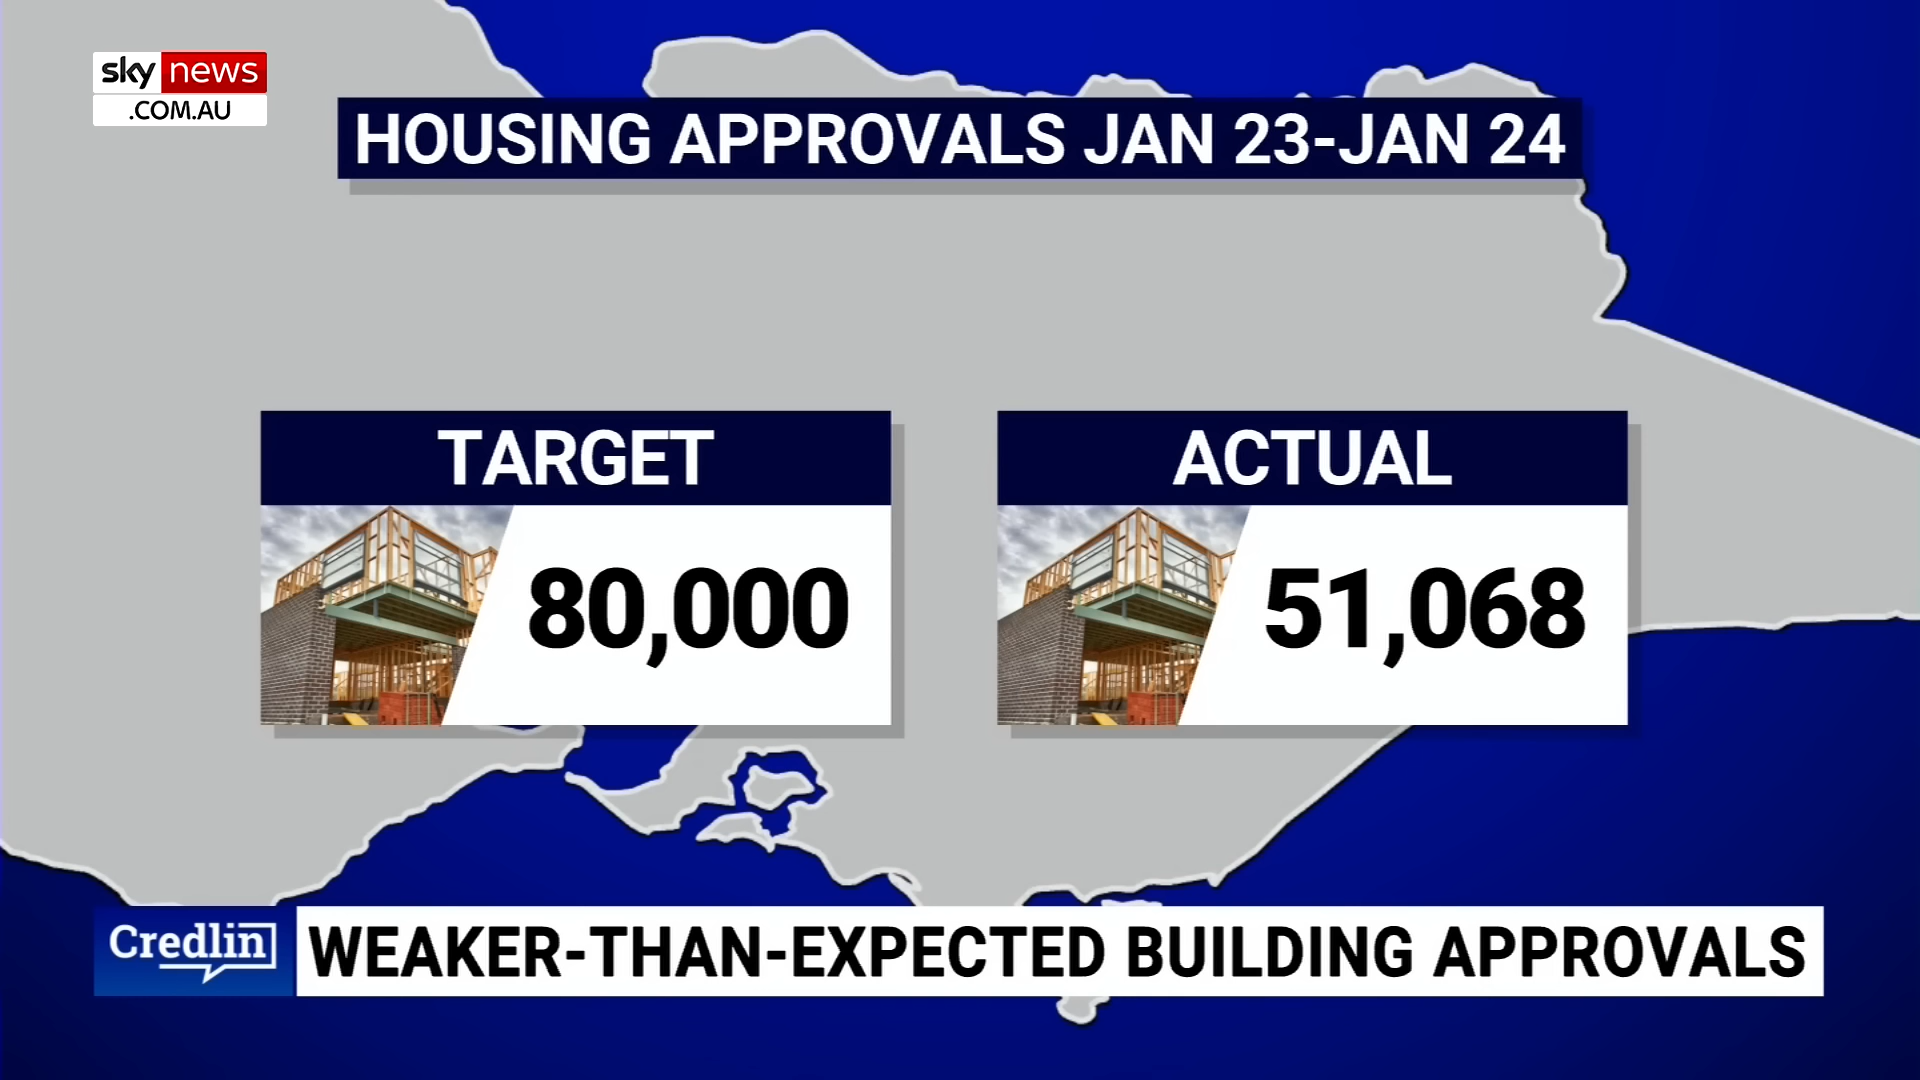 sky news
.COM.AU
HOUSING APPROVALS JAN 23-JAN 24
TARGET
80,000
ACTUAL
51,068
Credlin
WEAKER-THAN-EXPECTED BUILDING APPROVALS